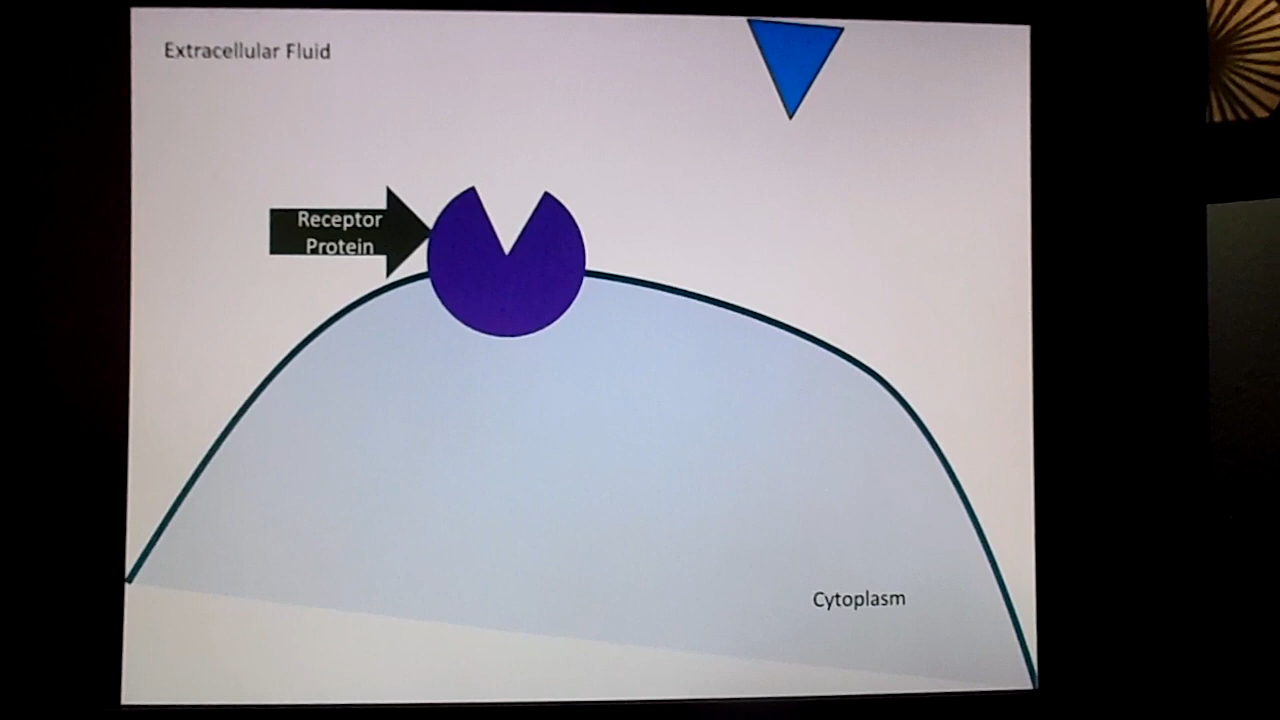 Extracellular Fluid
Receptor
Protein
Cytoplasm